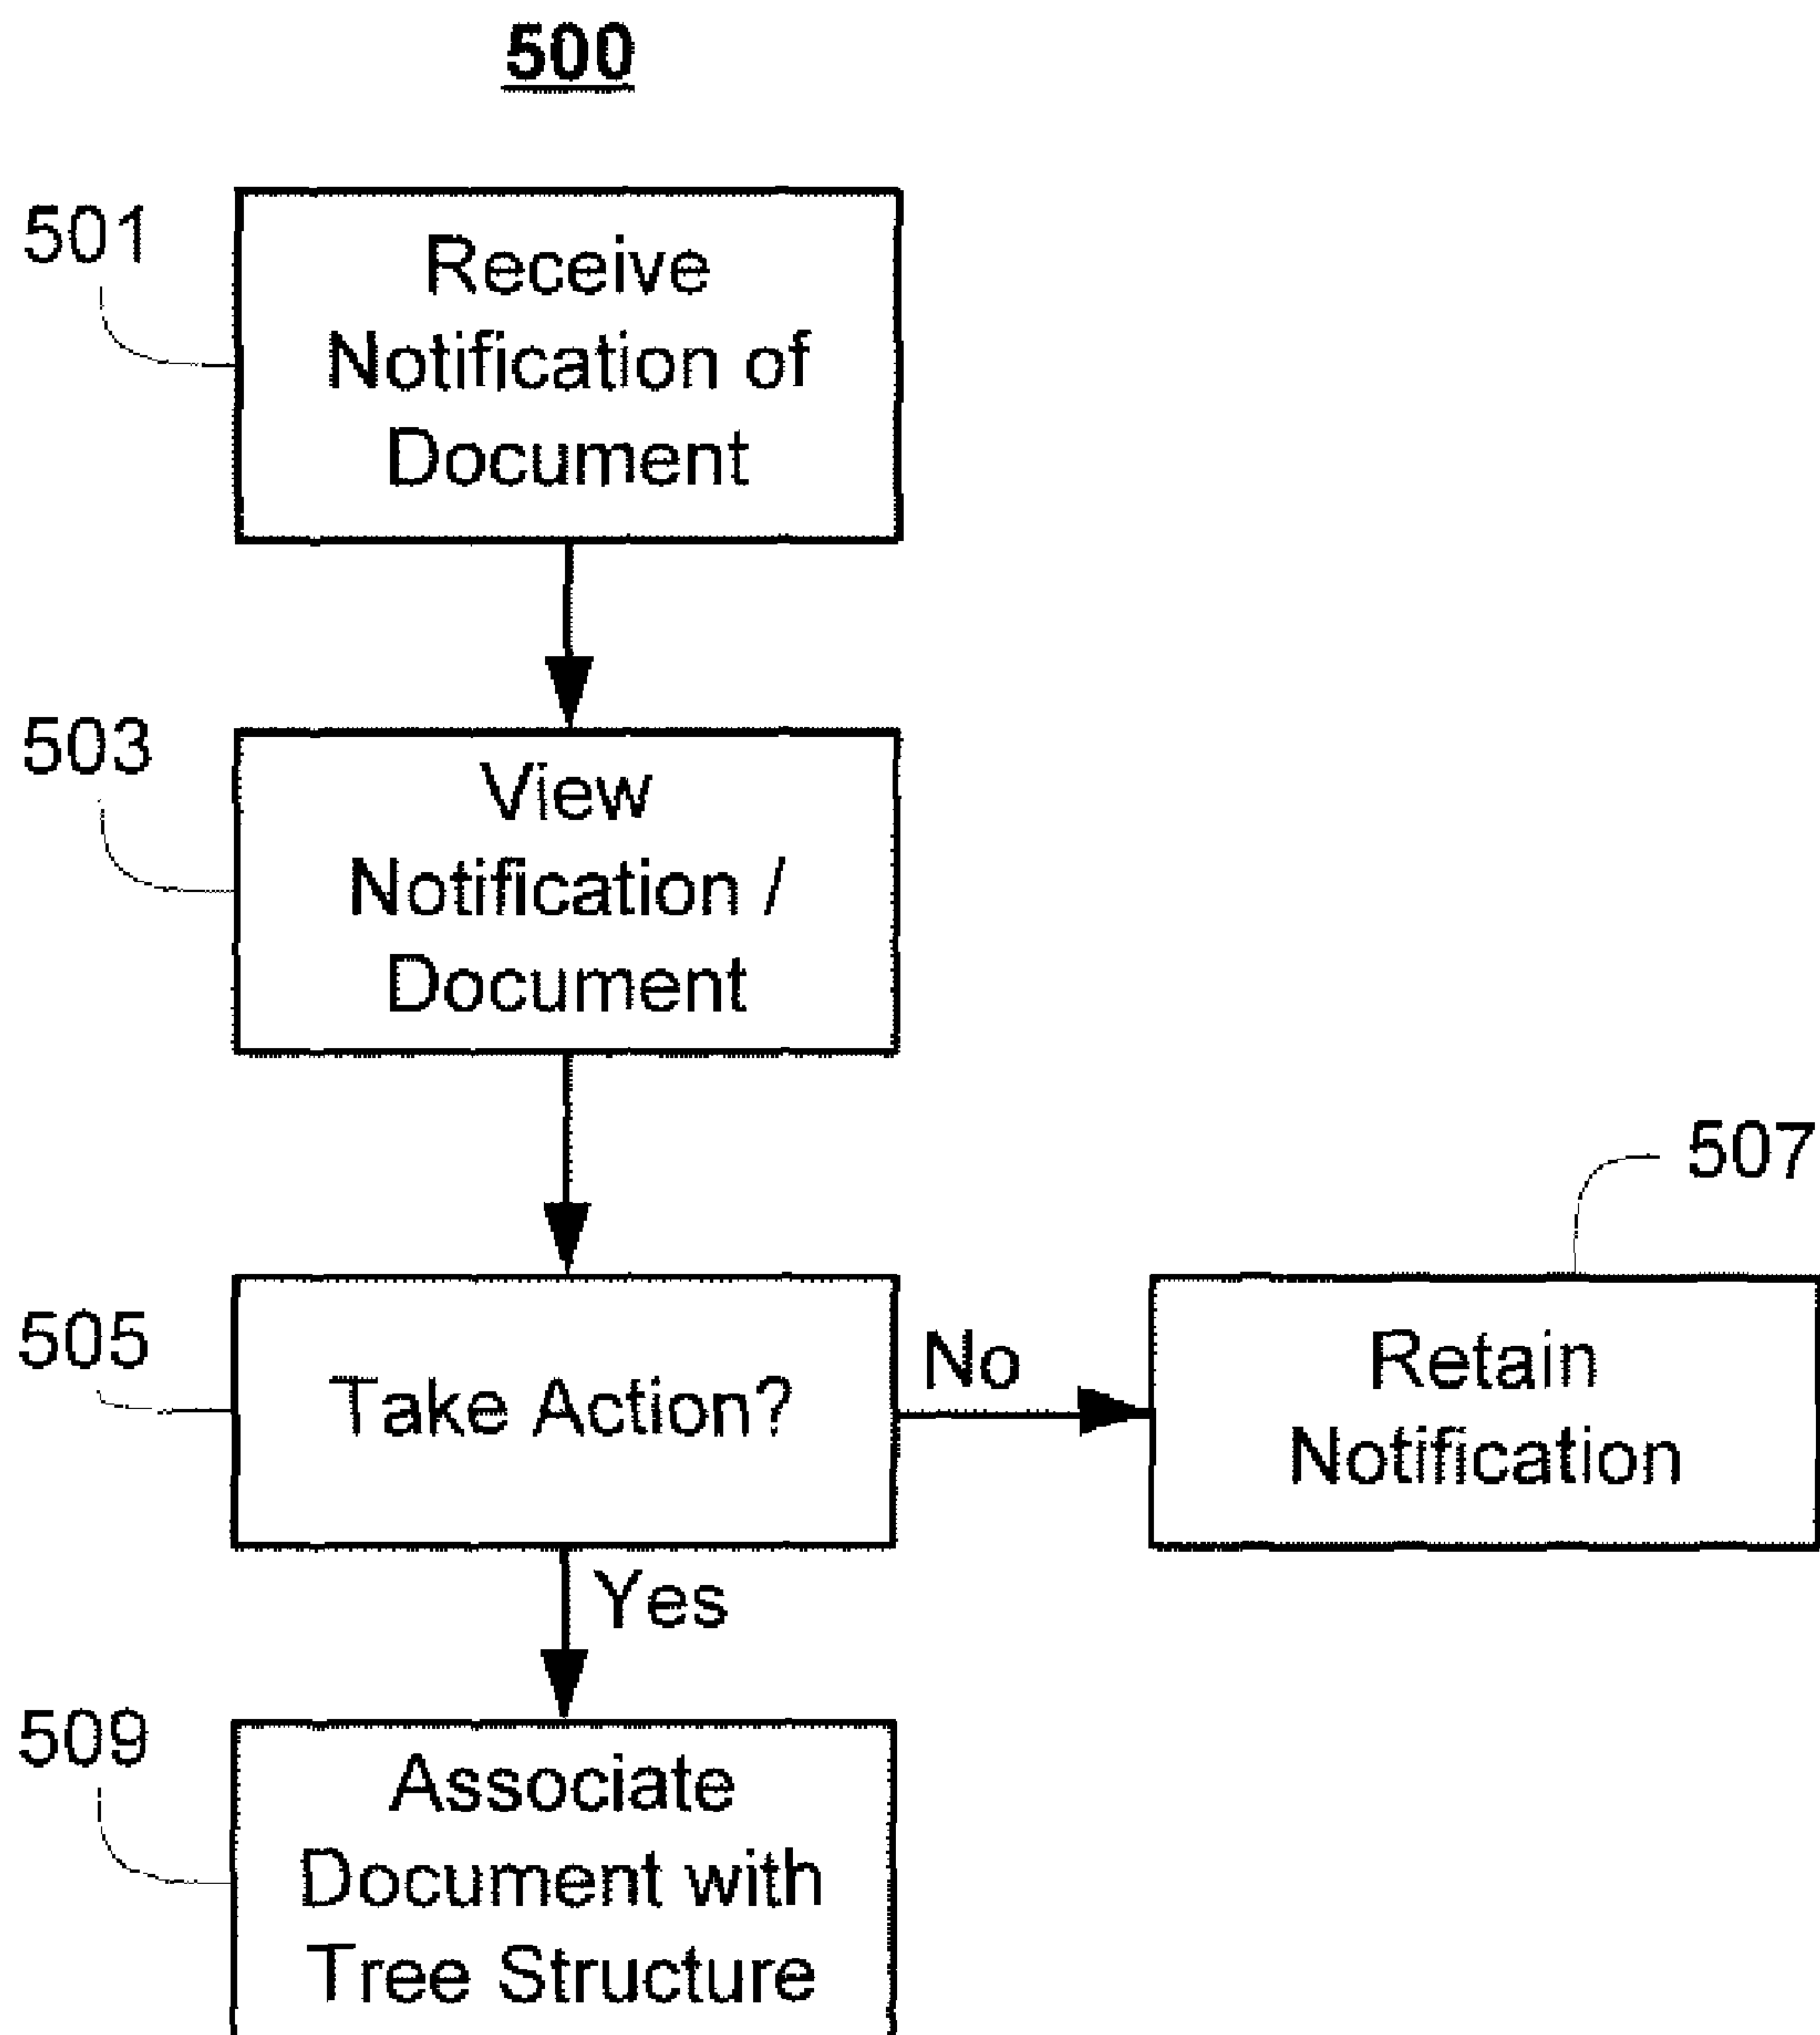 500
501
Receive
Notification of
Document
503
View
Notification /
Document
507
505
Take Action?
No
Retain
Notification
Yes
509
Associate
Document with
Tree Structure